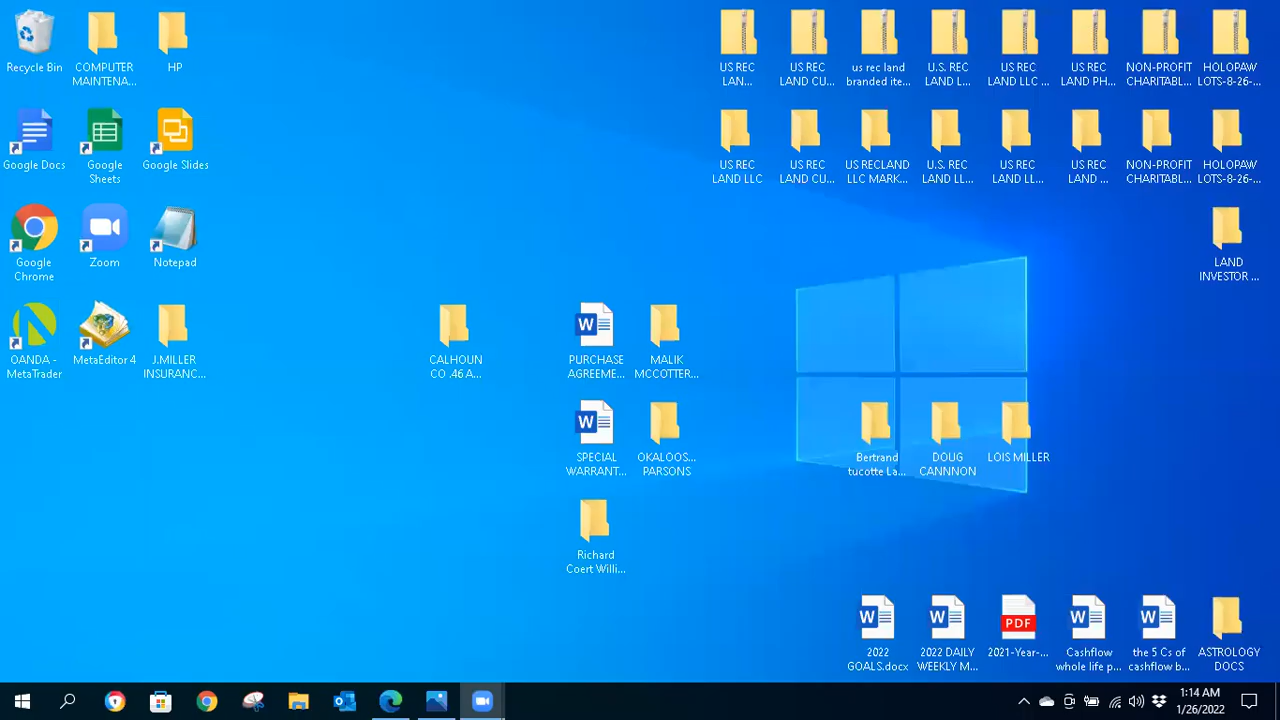 Recycle Bin
COMPUTER
MAINTENA...
HP
US REC
LAN...
US REC
LAND CU...
us rec land
branded ite...
U.S. REC
LAND L...
US REC
LAND LLC ...
US REC
LAND PH...
NON-PROFIT
CHARITABL...
HOLOPAW
LOTS-8-26-...
Google Docs
Google
Sheets
Google Slides
US REC
LAND LLC
US REC
LAND CU...
US RECLAND
LLC MARK...
U.S. REC
LAND LL...
US REC
LAND LL...
US REC
LAND ...
NON-PROFIT
CHARITABL...
HOLOPAW
LOTS-8-26-...
Google
Chrome
Zoom
Notepad
LAND
INVESTOR ...
OANDA -
MetaTrader
MetaEditor 4
J.MILLER
INSURANC...
CALHOUN
CO .46 A...
PURCHASE
AGREEME...
MALIK
MCCOTTER...
SPECIAL
WARRANT...
OKALOOS...
PARSONS
Bertrand
tucotte La...
DOUG
CANNNON
LOIS MILLER
Richard
Coert Willi...
2022
GOALS.docx
2022 DAILY
WEEKLY M...
PDF
2021-Year-...
Cashflow
whole life p...
the 5 Cs of
cashflow b...
ASTROLOGY
DOCS
1:14 AM
1/26/2022